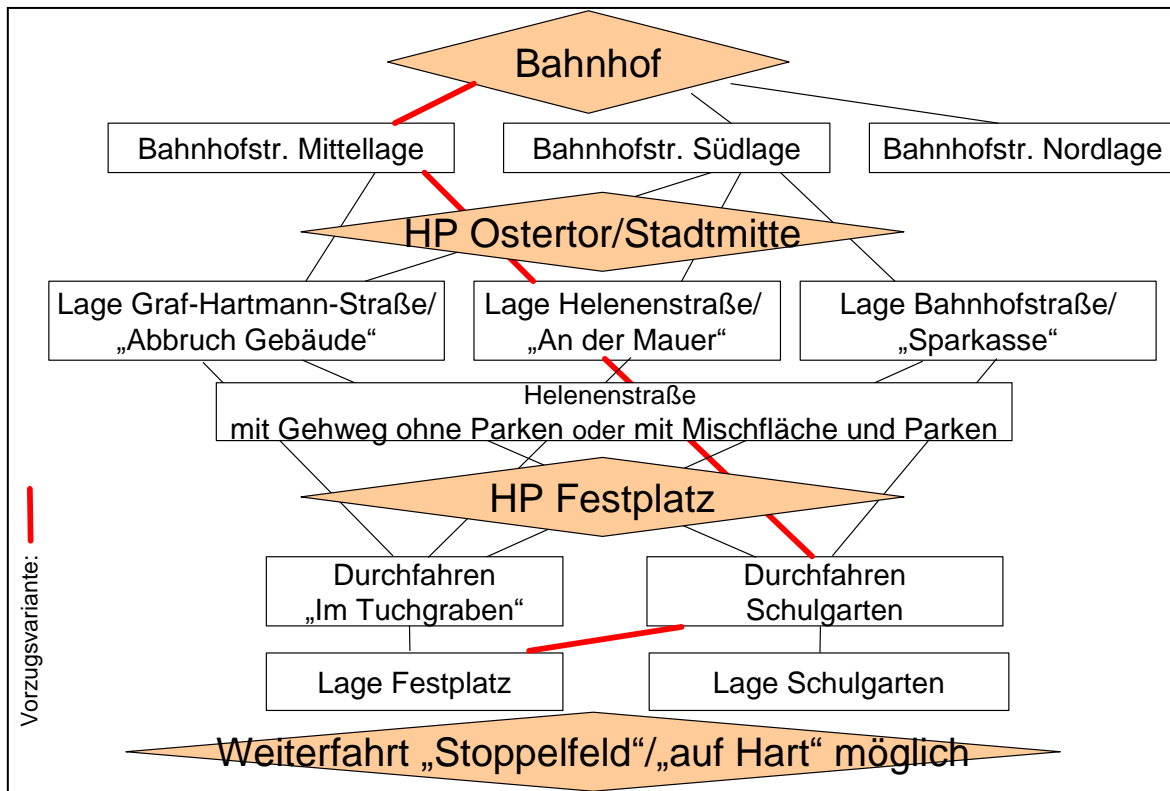 Bahnhof
Bahnhofstr. Mittellage
Bahnhofstr. Südlage
Bahnhofstr. Nordlage
HP Ostertor/Stadtmitte
Lage Graf-Hartmann-Straße/
„Abbruch Gebäude“
Lage Helenenstraße/
„An der Mauer“
Lage Bahnhofstraße/
„Sparkasse“
Helenenstraße
mit Gehweg ohne Parken oder mit Mischfläche und Parken
HP Festplatz
Durchfahren
„Im Tuchgraben“
Durchfahren
Schulgarten
Lage Festplatz
Lage Schulgarten
Weiterfahrt „Stoppelfeld“/„auf Hart“ möglich
Vorzugsvariante: